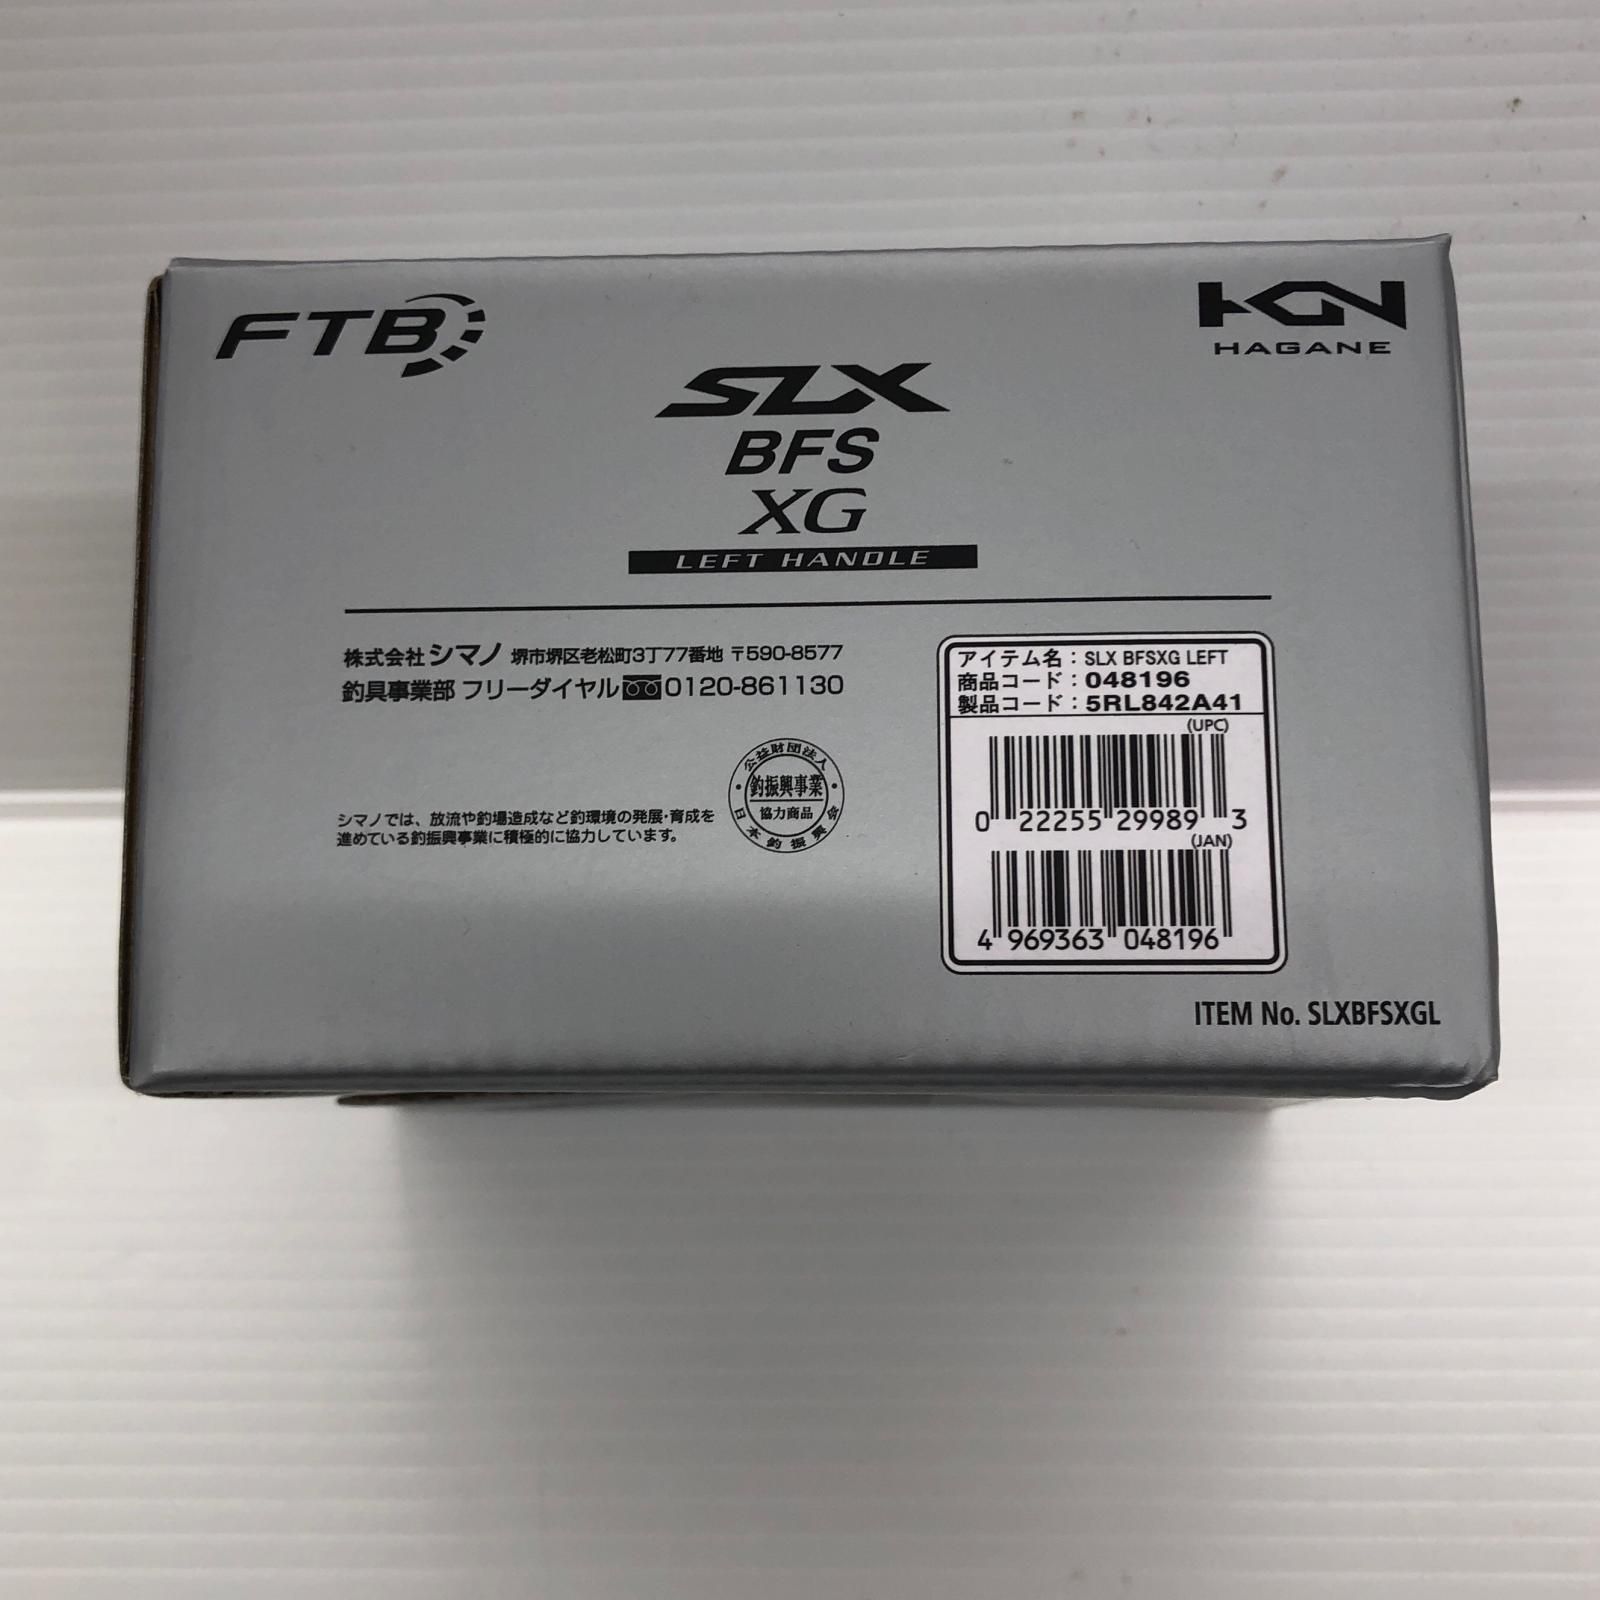 FTB
HGN
HAGANE
SLX
BFS
XG
LEFT HANDLE
株式会社シマノ 堺市堺区老松町3丁77番地 〒590-8577
釣具事業部 フリーダイヤル 0120-861130
シマノでは、放流や釣場造成など釣環境の発展・育成を
進めている釣振興事業に積極的に協力しています。
公益財団法人
釣振興事業
協力商品
日本釣振興会
アイテム名：SLX BFSXG LEFT
商品コード：048196
製品コード：5RL842A41
(UPC)
0 22255 29989 3
(JAN)
4 969363 048196
ITEM No. SLXBFSXGL